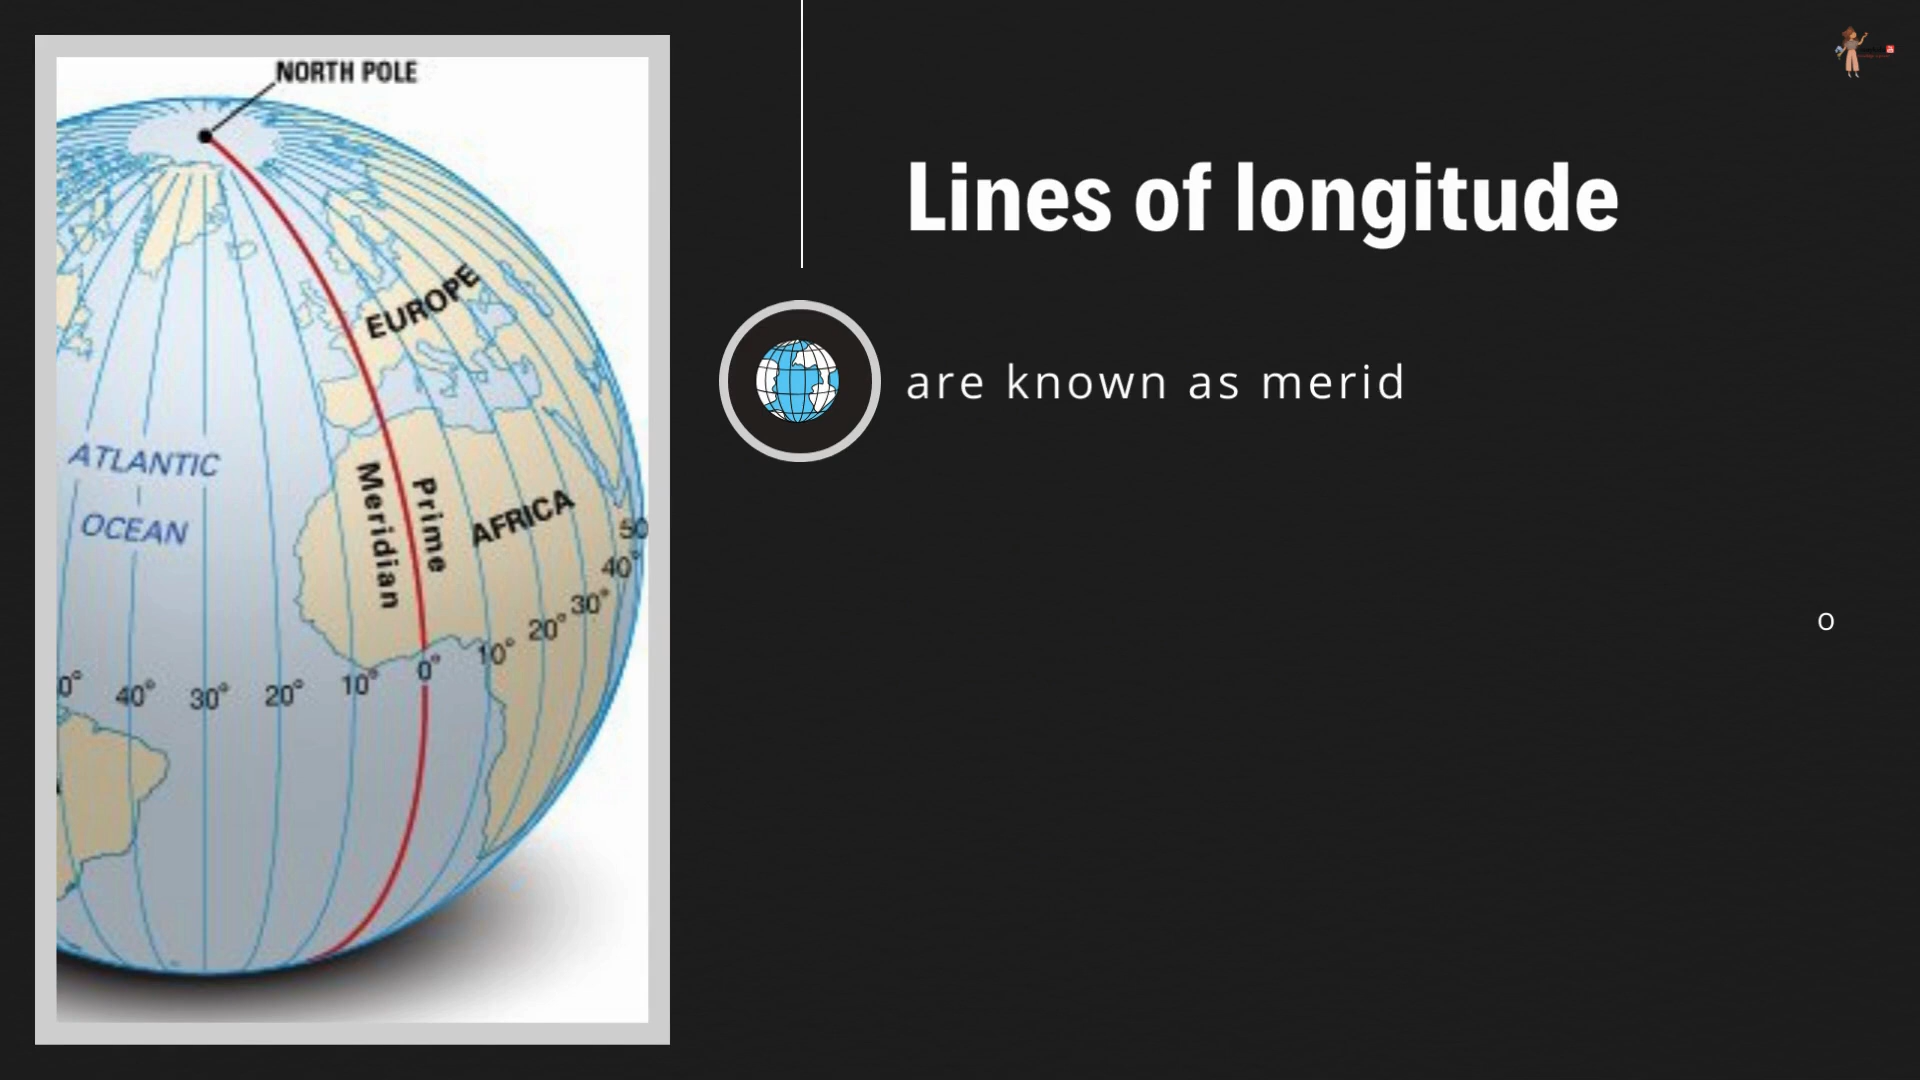 NORTH POLE
Lines of longitude
EUROPE
are known as merid
ATLANTIC
OCEAN
Prime
Meridian
AFRICA
50
40°
30°
20°
10°
0°
10°
20°
30°
40°
0°
o